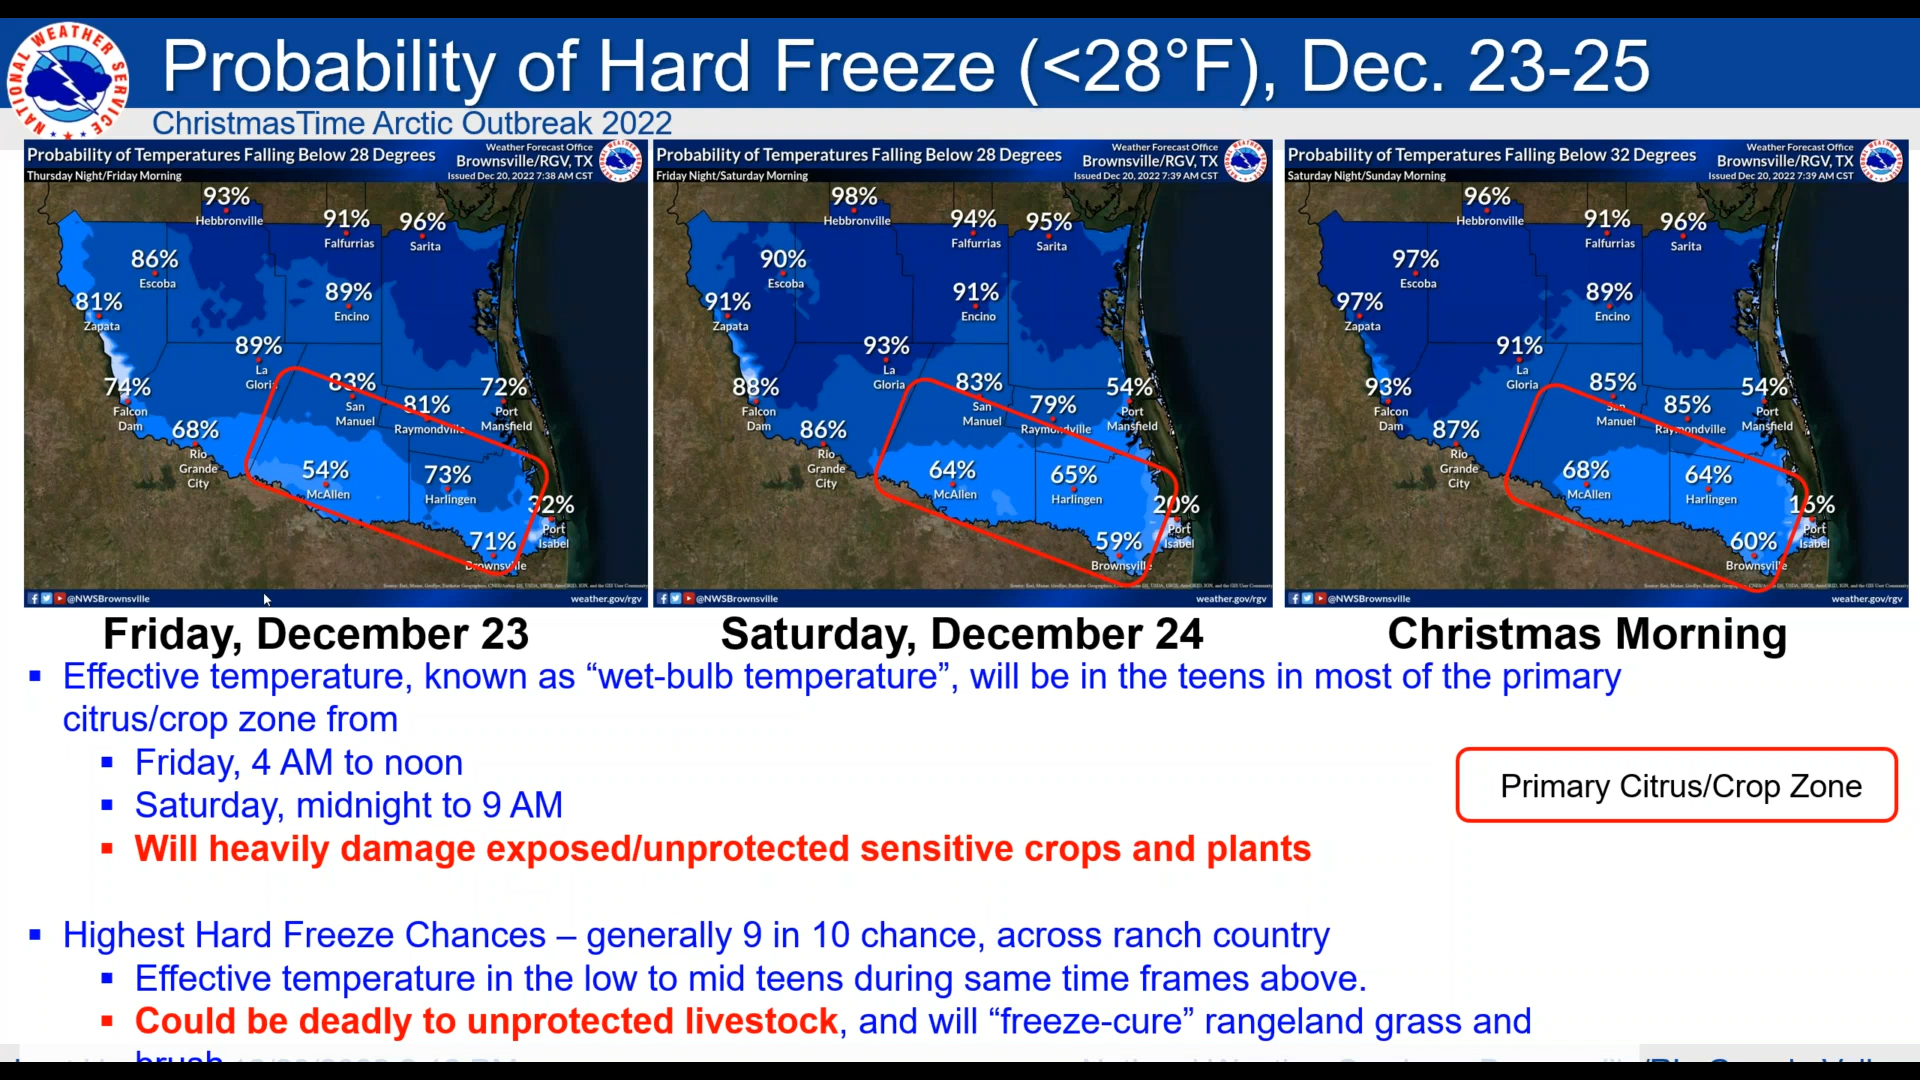 NATIONAL WEATHER SERVICE
Probability of Hard Freeze (<28°F), Dec. 23-25
ChristmasTime Arctic Outbreak 2022
Probability of Temperatures Falling Below 28 Degrees
Thursday Night/Friday Morning
Weather Forecast Office
Brownsville/RGV, TX
Issued Dec 20, 2022 7:38 AM CST
93%
Hebbronville
91%
Falfurrias
96%
Sarita
86%
Escoba
81%
Zapata
89%
Encino
89%
La
Gloria
74%
Falcon
Dam
83%
San
Manuel
81%
Raymondville
72%
Port
Mansfield
68%
Rio
Grande
City
54%
McAllen
73%
Harlingen
32%
Port
Isabel
71%
Brownsville
@NWSBrownsville
weather.gov/rgv
Probability of Temperatures Falling Below 28 Degrees
Friday Night/Saturday Morning
Weather Forecast Office
Brownsville/RGV, TX
Issued Dec 20, 2022 7:39 AM CST
98%
Hebbronville
94%
Falfurrias
95%
Sarita
90%
Escoba
91%
Zapata
91%
Encino
93%
La
Gloria
88%
Falcon
Dam
83%
San
Manuel
79%
Raymondville
54%
Port
Mansfield
86%
Rio
Grande
City
64%
McAllen
65%
Harlingen
20%
Port
Isabel
59%
Brownsville
@NWSBrownsville
weather.gov/rgv
Probability of Temperatures Falling Below 32 Degrees
Saturday Night/Sunday Morning
Weather Forecast Office
Brownsville/RGV, TX
Issued Dec 20, 2022 7:39 AM CST
96%
Hebbronville
91%
Falfurrias
96%
Sarita
97%
Escoba
97%
Zapata
89%
Encino
91%
La
Gloria
93%
Falcon
Dam
85%
San
Manuel
85%
Raymondville
54%
Port
Mansfield
87%
Rio
Grande
City
68%
McAllen
64%
Harlingen
16%
Port
Isabel
60%
Brownsville
@NWSBrownsville
weather.gov/rgv
Friday, December 23
Saturday, December 24
Christmas Morning
▪ Effective temperature, known as “wet-bulb temperature”, will be in the teens in most of the primary
citrus/crop zone from
▪ Friday, 4 AM to noon
▪ Saturday, midnight to 9 AM
▪ Will heavily damage exposed/unprotected sensitive crops and plants
Primary Citrus/Crop Zone
▪ Highest Hard Freeze Chances – generally 9 in 10 chance, across ranch country
▪ Effective temperature in the low to mid teens during same time frames above.
▪ Could be deadly to unprotected livestock, and will “freeze-cure” rangeland grass and
brush